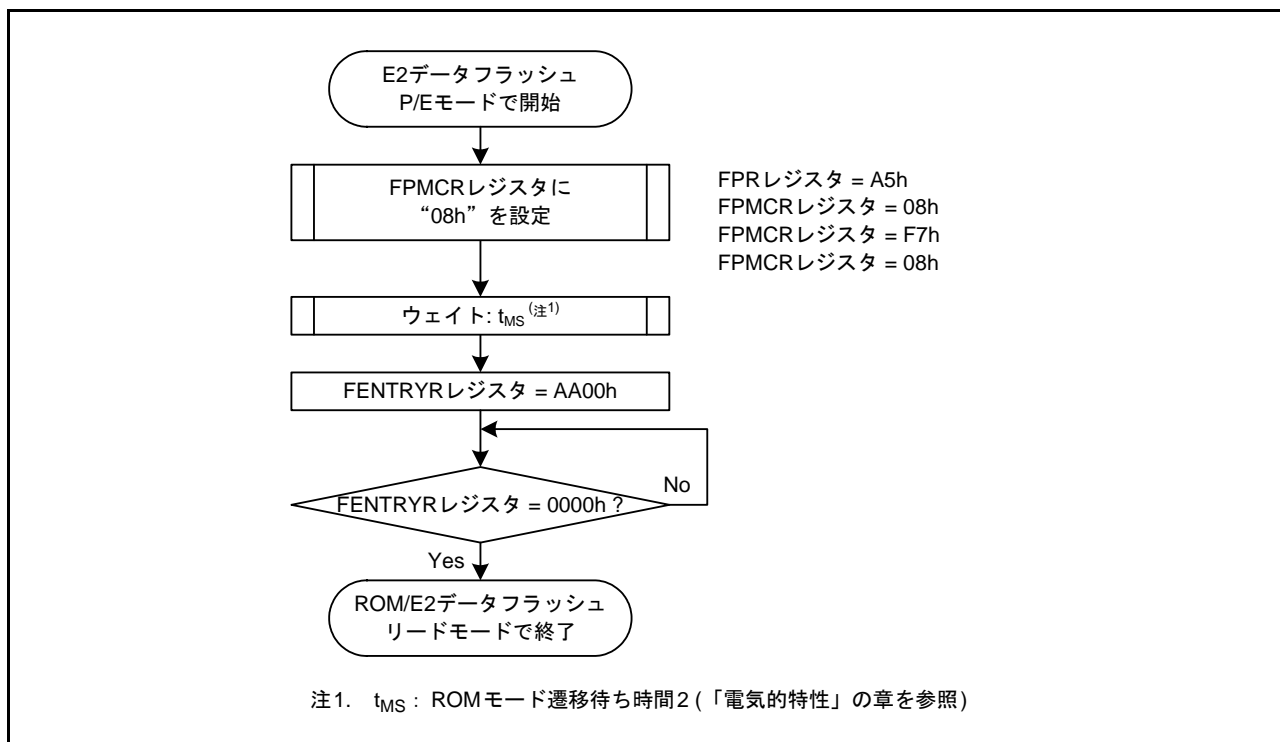 E2データフラッシュ
P/Eモードで開始
FPMCRレジスタに
“08h”を設定
FPRレジスタ = A5h
FPMCRレジスタ = 08h
FPMCRレジスタ = F7h
FPMCRレジスタ = 08h
ウェイト: tMS(注1)
FENTRYRレジスタ = AA00h
FENTRYRレジスタ = 0000h ?
No
Yes
ROM/E2データフラッシュ
リードモードで終了
注1. tMS : ROMモード遷移待ち時間2 (「電気的特性」の章を参照)